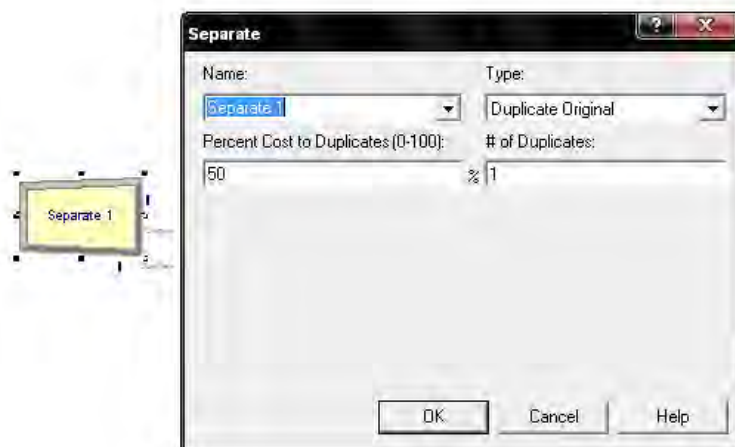 Separate
?
X
Name:
Type:
Separate 1
Duplicate Original
Percent Cost to Duplicates (0-100):
# of Duplicates:
50
%
1
Separate 1
OK
Cancel
Help